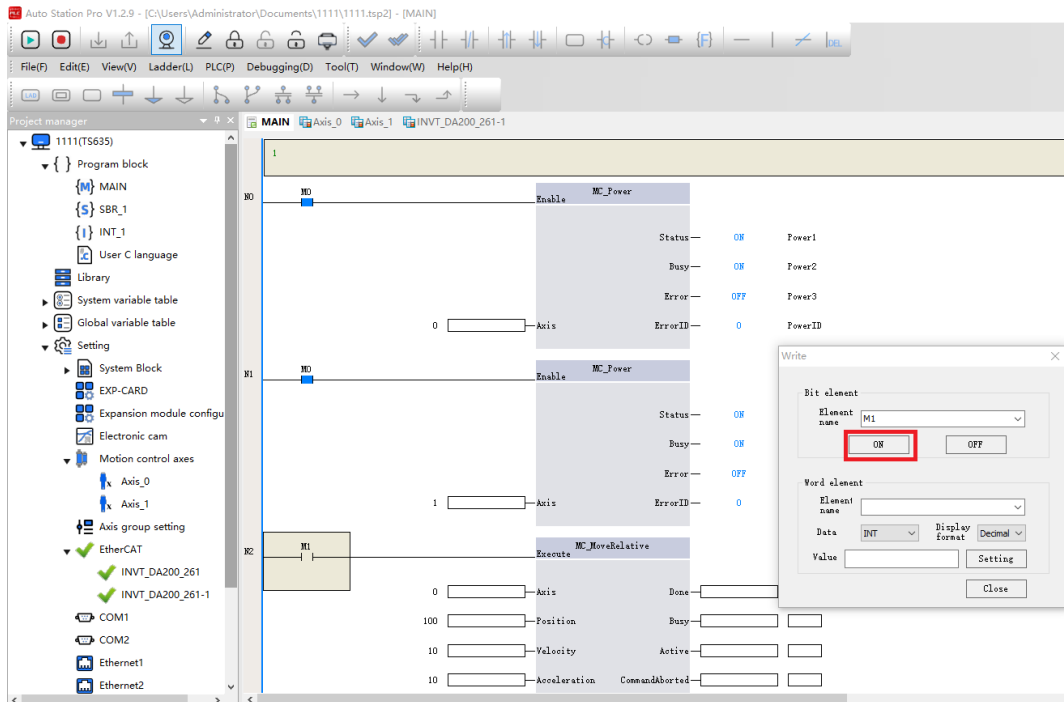 Auto Station Pro V1.2.9 - [C:\Users\Administrator\Documents\1111\1111.tsp2] - [MAIN]
DEL
File(F) Edit(E) View(V) Ladder(L) PLC(P) Debugging(D) Tool(T) Window(W) Help(H)
LAD
Project manager
MAIN Axis_0 Axis_1 INVT_DA200_261-1
1111(TS635)
Program block
{M} MAIN
{S} SBR_1
{I} INT_1
User C language
Library
System variable table
Global variable table
Setting
System Block
EXP-CARD
Expansion module configu
Electronic cam
Motion control axes
Axis_0
Axis_1
Axis group setting
EtherCAT
INVT_DA200_261
INVT_DA200_261-1
COM1
COM2
Ethernet1
Ethernet2
1
N0 M0 MC_Power
Enable
Status ON Power1
Busy ON Power2
Error OFF Power3
0 Axis ErrorID 0 PowerID
N1 M0 MC_Power
Enable
Status ON
Busy ON
Error OFF
1 Axis ErrorID 0
N2 M1 MC_MoveRelative
Execute
0 Axis Done
100 Position Busy
10 Velocity Active
10 Acceleration CommandAborted
Write
Bit element
Element name M1
ON OFF
Word element
Element name
Data INT Display format Decimal
Value Setting
Close